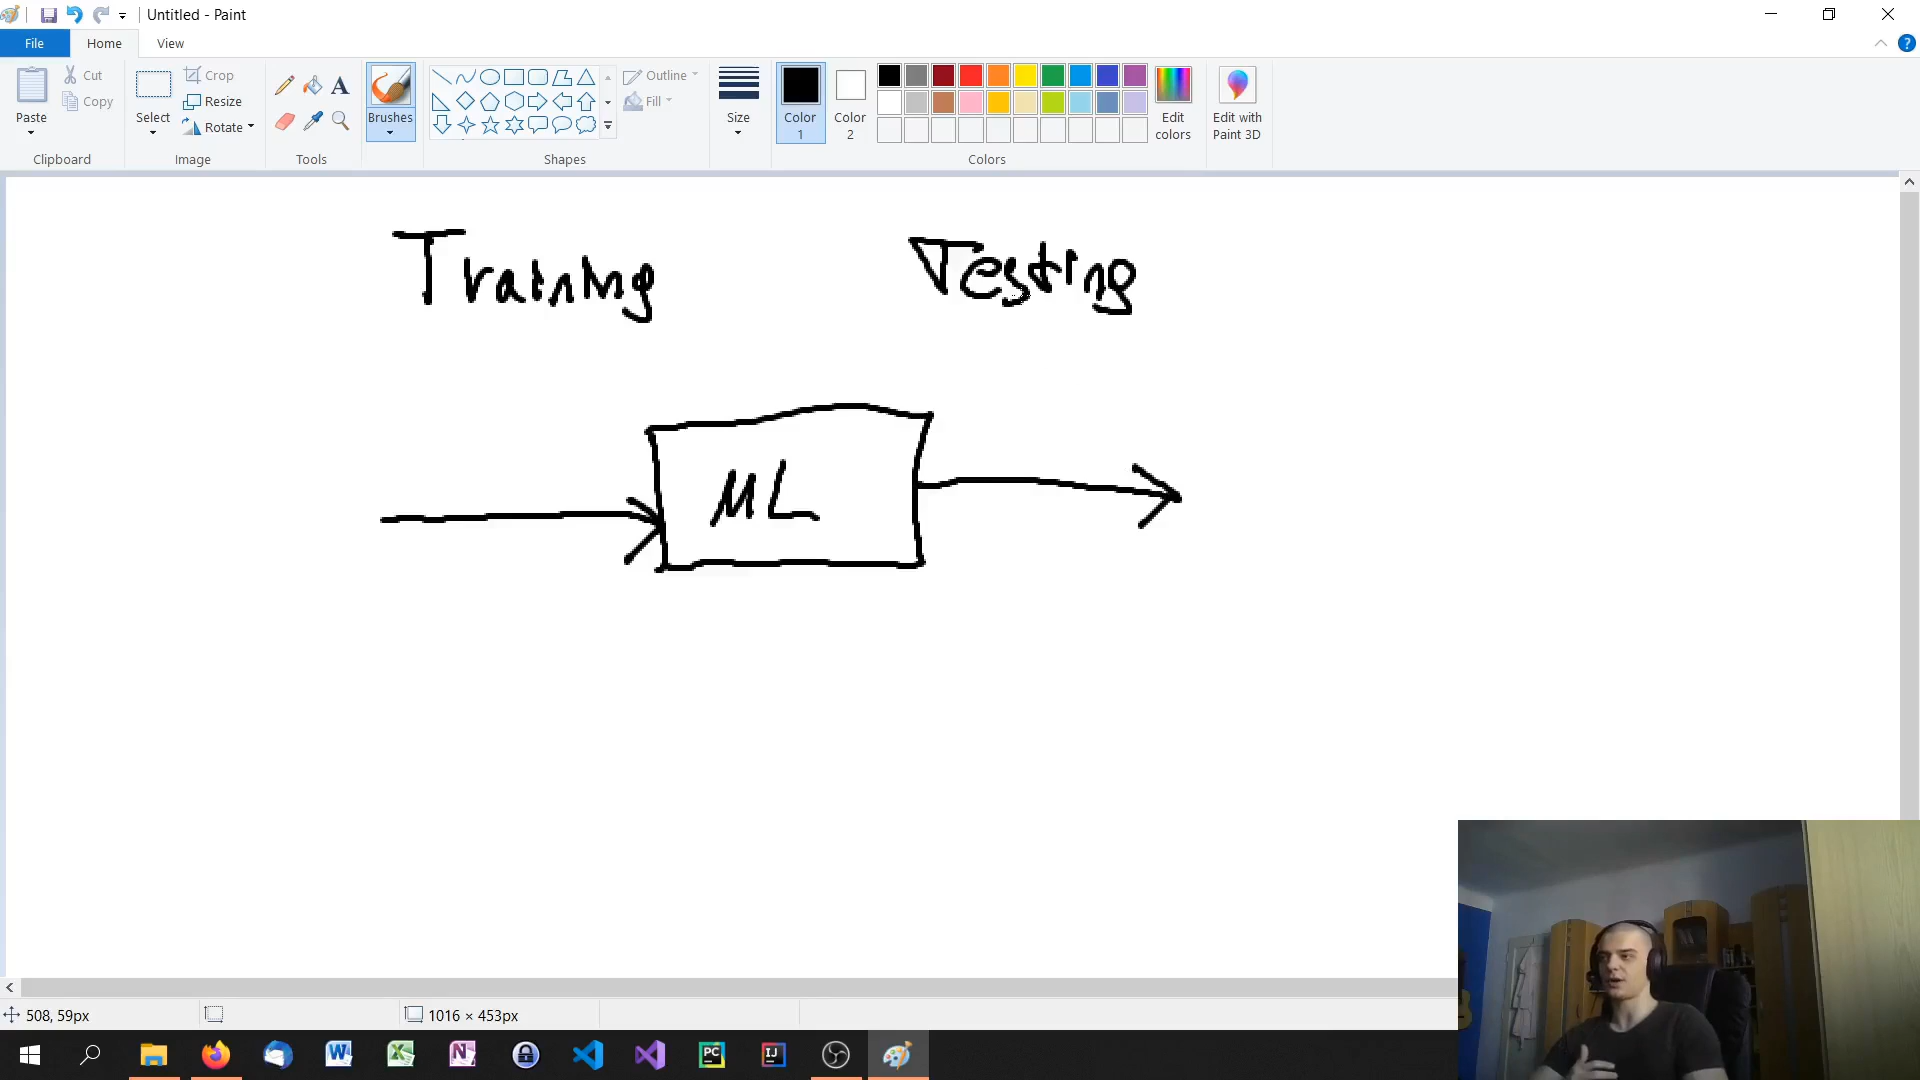 Untitled - Paint
File Home View
Paste
Cut
Copy
Clipboard
Select
Crop
Resize
Rotate
Image
Tools
Brushes
Outline
Fill
Shapes
Size
Color 1
Color 2
Edit colors
Edit with Paint 3D
Colors
Training Testing
ML
508, 59px 1016 × 453px